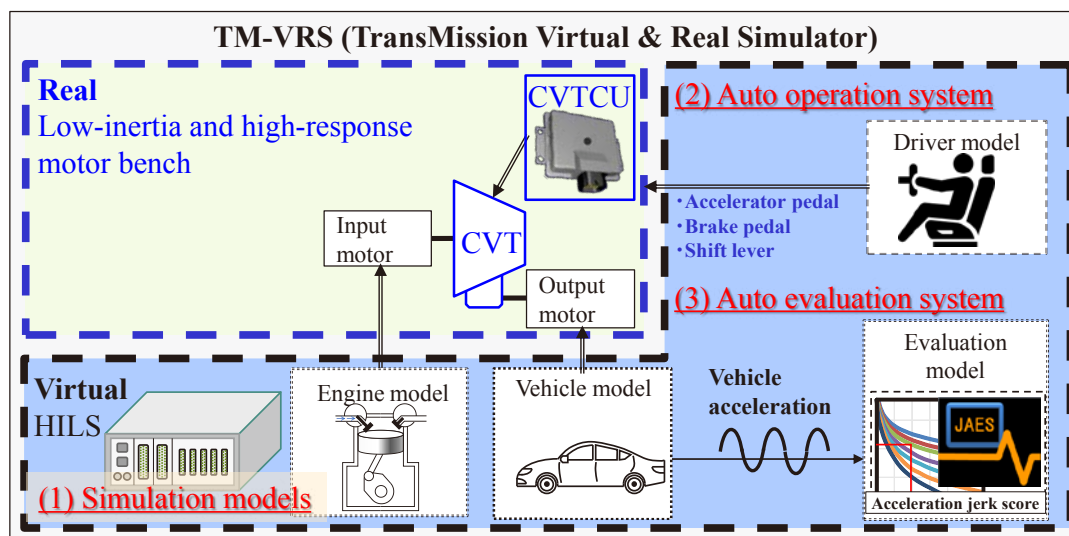 TM-VRS (TransMission Virtual & Real Simulator)
Real
Low-inertia and high-response
motor bench
CVTCU
Input
motor
CVT
Output
motor
(2) Auto operation system
Driver model
・Accelerator pedal
・Brake pedal
・Shift lever
(3) Auto evaluation system
Virtual
HILS
(1) Simulation models
Engine model
Vehicle model
Vehicle
acceleration
Evaluation
model
JAES
Acceleration jerk score